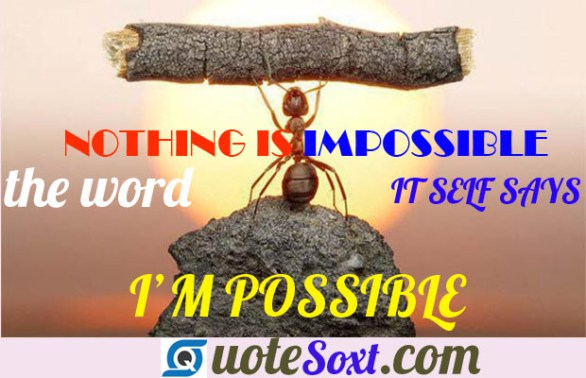 NOTHING IS IMPOSSIBLE
the word IT SELF SAYS
I'M POSSIBLE
QuoteSoxt.com